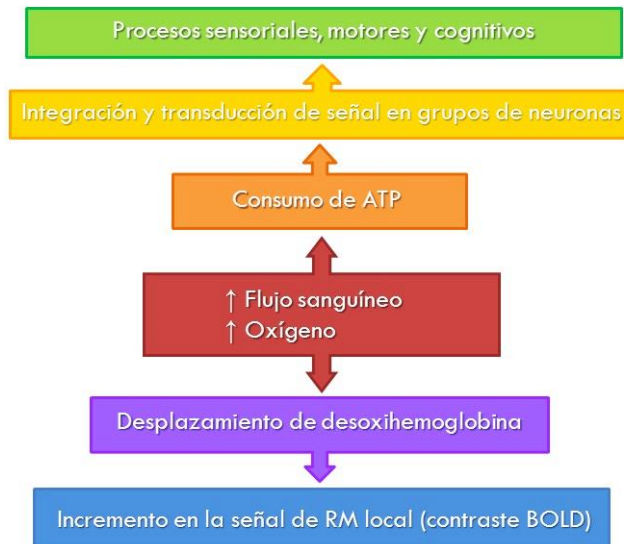 Procesos sensoriales, motores y cognitivos
Integración y transducción de señal en grupos de neuronas
Consumo de ATP
↑ Flujo sanguíneo
↑ Oxígeno
Desplazamiento de desoxihemoglobina
Incremento en la señal de RM local (contraste BOLD)